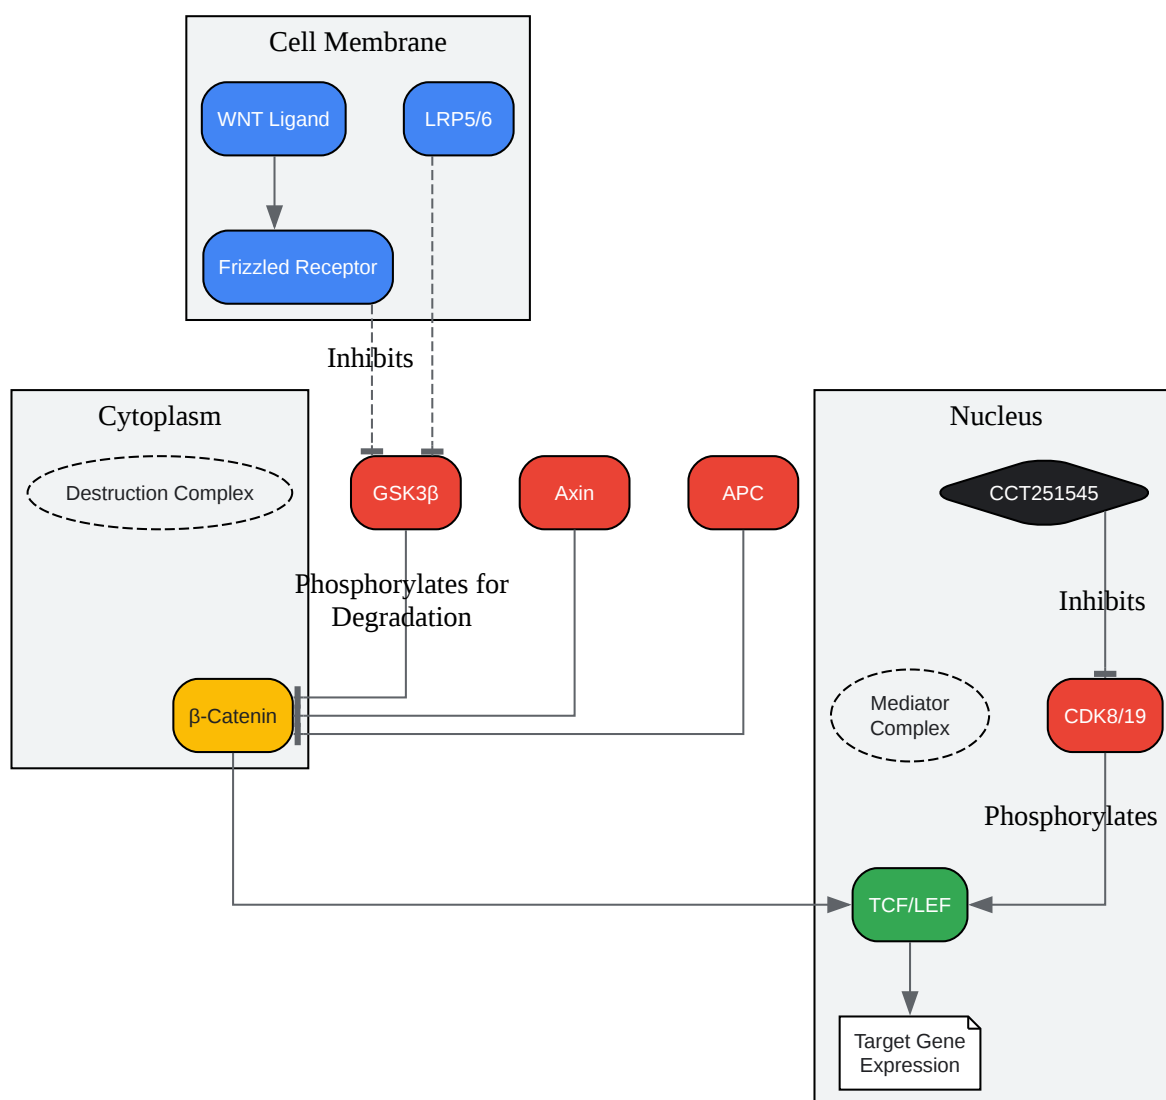 Cell Membrane
WNT Ligand
LRP5/6
Frizzled Receptor
Inhibits
Cytoplasm
Nucleus
Destruction Complex
GSK3β
Axin
APC
CCT251545
Phosphorylates for
Degradation
Inhibits
β-Catenin
Mediator
Complex
CDK8/19
Phosphorylates
TCF/LEF
Target Gene
Expression